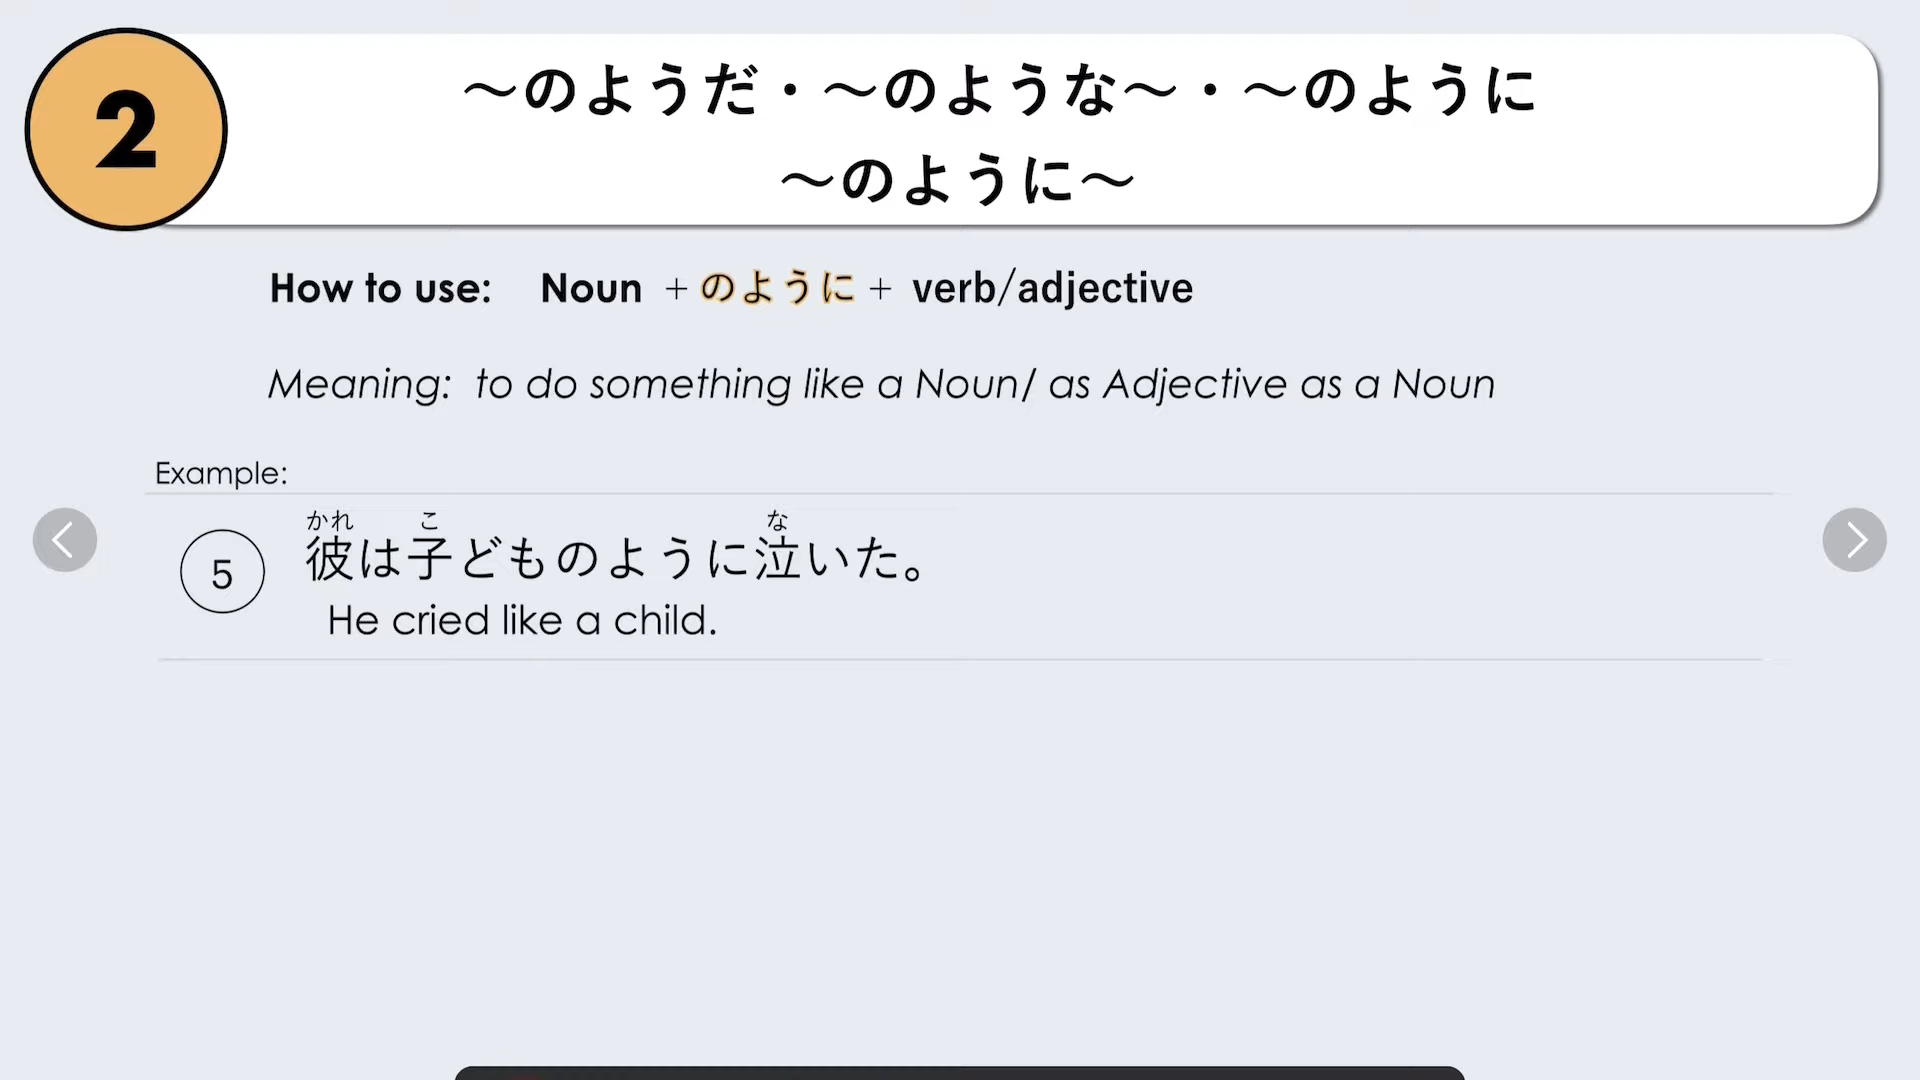 2
～のようだ・～のような～・～のように
～のように～
How to use: Noun + のように + verb/adjective
Meaning: to do something like a Noun/ as Adjective as a Noun
Example:
かれ こ な
5 彼は子どものように泣いた。
He cried like a child.